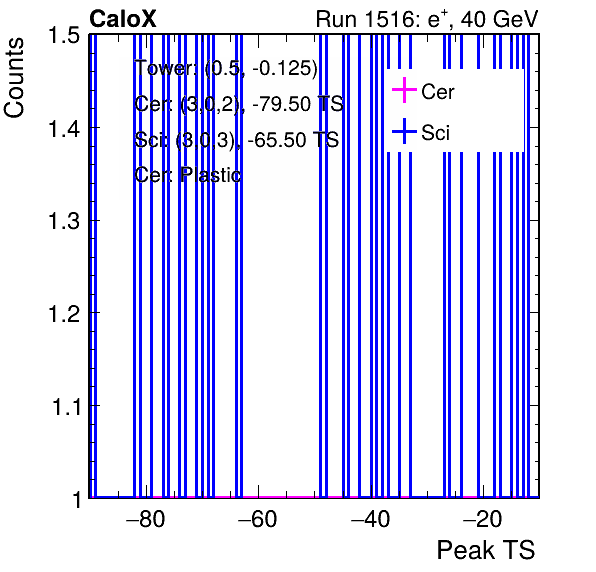 CaloX Run 1516: e+, 40 GeV
Counts
1.5
1.4
1.3
1.2
1.1
1
Tower: (0.5, -0.125)
Cer: (3,0,2), -79.50 TS
Sci: (3,0,3), -65.50 TS
Cer: Plastic
Cer
Sci
−80 −60 −40 −20
Peak TS